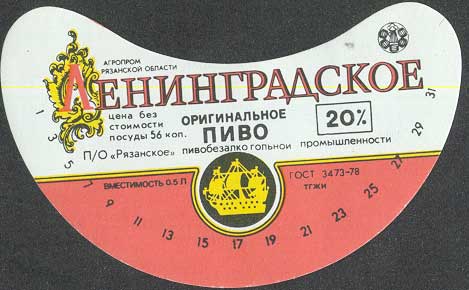 АГРОПРОМ
РЯЗАНСКОЙ ОБЛАСТИ
ЛЕНИНГРАДСКОЕ
цена без
стоимости
посуды 56 коп.
ОРИГИНАЛЬНОЕ
ПИВО
20%
П/О «Рязанское» пивобезалкогольной промышленности
ВМЕСТИМОСТЬ 0.5 Л
ГОСТ 3473-78
ТГЖИ
1 3 5 7 9 11 13 15 17 19 21 23 25 27 29 31